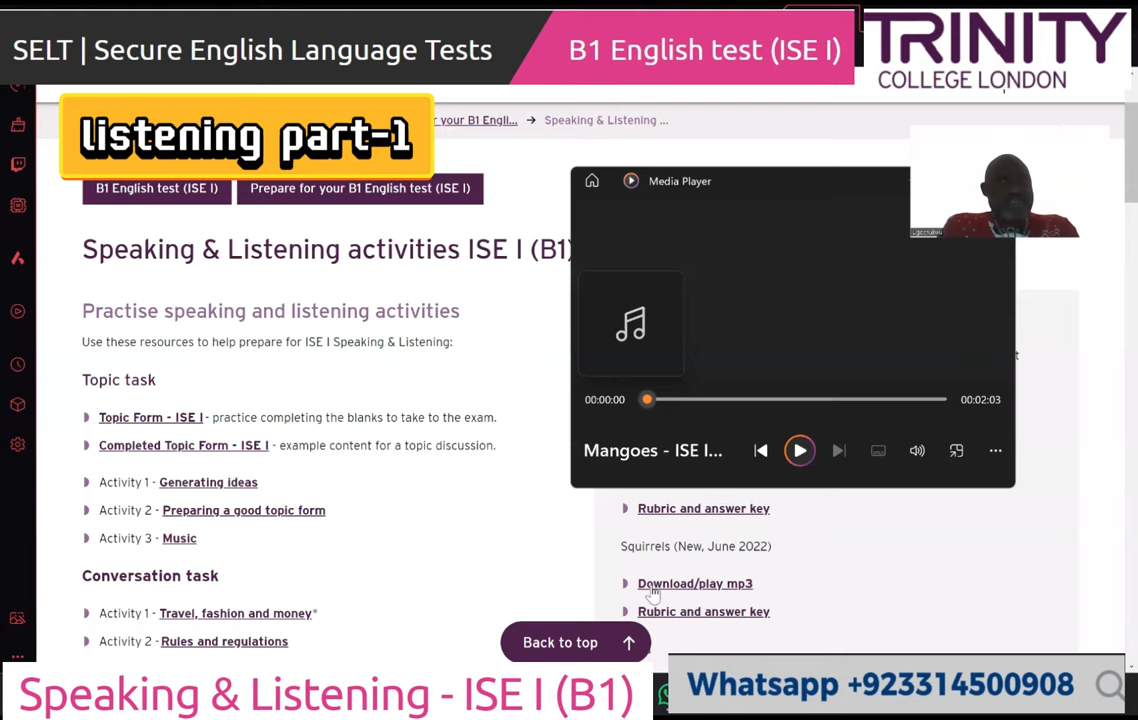 SELT | Secure English Language Tests
B1 English test (ISE I)
TRINITY
COLLEGE LONDON
listening part-1
r your B1 Engli... → Speaking & Listening ...
B1 English test (ISE I)
Prepare for your B1 English test (ISE I)
Speaking & Listening activities ISE I (B1)
Practise speaking and listening activities
Use these resources to help prepare for ISE I Speaking & Listening:
Topic task
Topic Form - ISE I - practice completing the blanks to take to the exam.
Completed Topic Form - ISE I - example content for a topic discussion.
Activity 1 - Generating ideas
Activity 2 - Preparing a good topic form
Activity 3 - Music
Conversation task
Activity 1 - Travel, fashion and money*
Activity 2 - Rules and regulations
Media Player
00:00:00
00:02:03
Mangoes - ISE I...
Rubric and answer key
Squirrels (New, June 2022)
Download/play mp3
Rubric and answer key
Back to top ↑
Speaking & Listening - ISE I (B1)
Whatsapp +923314500908